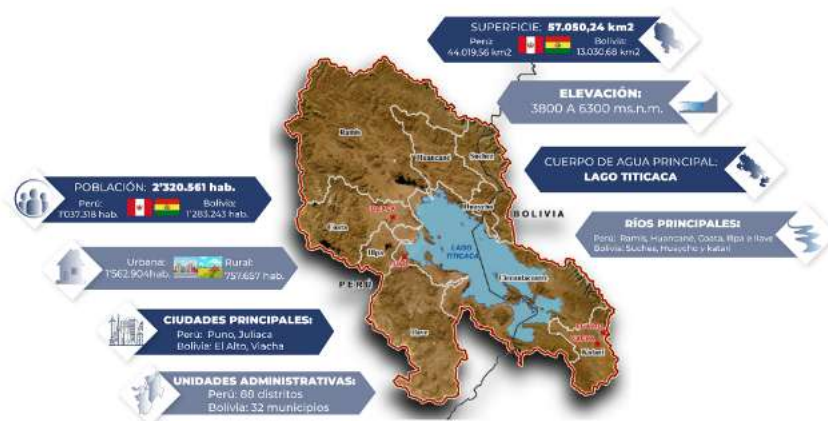 SUPERFICIE: 57.050,24 km2
Perú: Bolivia:
44.019,56 km2 13.030,68 km2
ELEVACIÓN:
3800 A 6300 ms.n.m.
CUERPO DE AGUA PRINCIPAL:
LAGO TITICACA
RÍOS PRINCIPALES:
Perú: Ramis, Huancané, Coata, Illpa e Ilave
Bolivia: Suches, Huaycho y katari
POBLACIÓN: 2'320.561 hab.
Perú: Bolivia:
1'037.318 hab. 1'283.243 hab.
Urbana: Rural:
1'562.904hab. 757.657 hab.
CIUDADES PRINCIPALES:
Perú: Puno, Juliaca
Bolivia: El Alto, Viacha
UNIDADES ADMINISTRATIVAS:
Perú: 88 distritos
Bolivia: 32 municipios
Ramis
Huancané
Suchez
Huaycho
BOLIVIA
Coata
Illpa
LAGO
TITICACA
PERÚ
Ilave
Katari